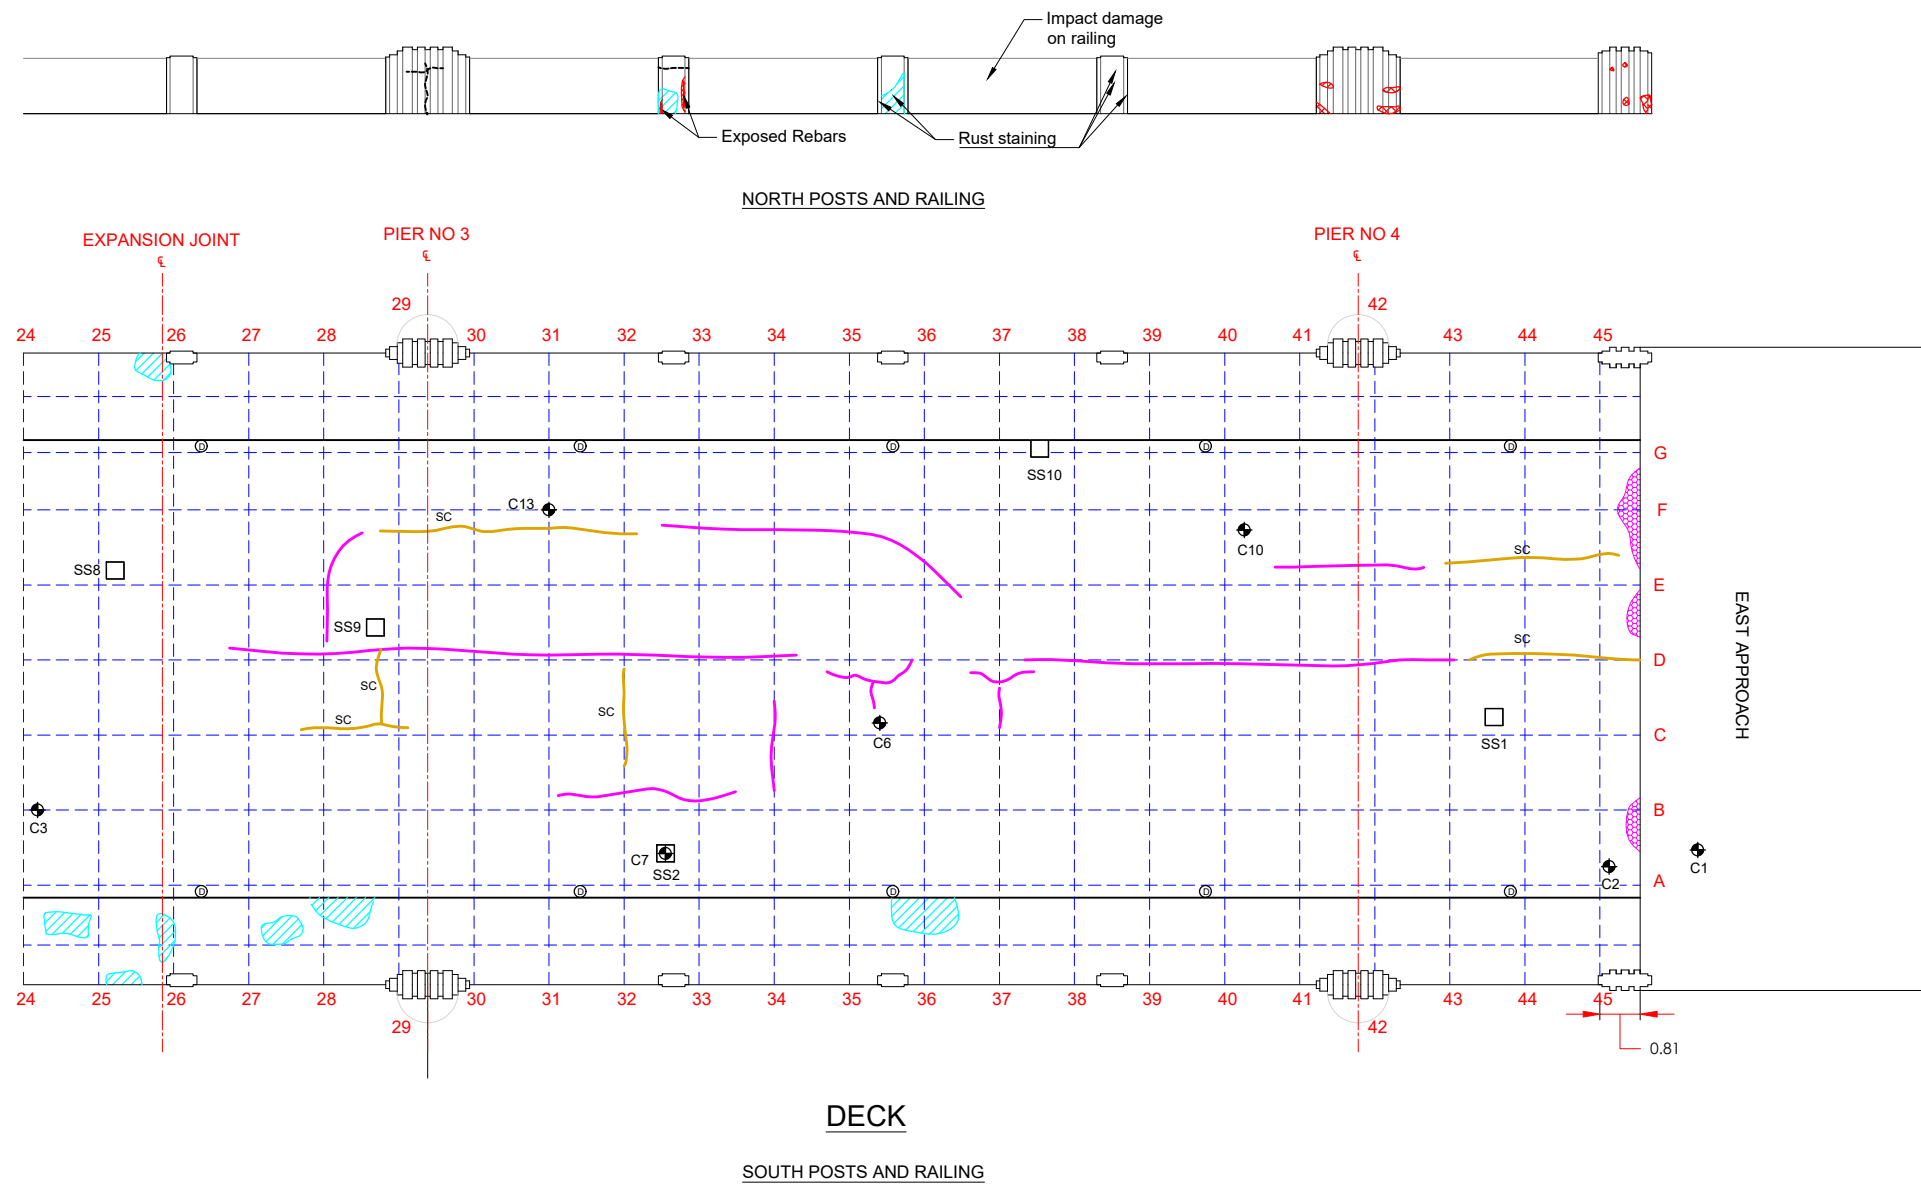 Impact damage
on railing
Exposed Rebars
Rust staining
NORTH POSTS AND RAILING
EXPANSION JOINT
PIER NO 3
PIER NO 4
℄
℄
℄
29
42
24 25 26 27 28 30 31 32 33 34 35 36 37 38 39 40 41 43 44 45
D D D D D
G
SS10
C13
F
SC
C10
SC
SS8
E
EAST APPROACH
SS9
SC
D
SC
SC
SC
C
C6
SS1
B
C3
C7
SS2
C1
C2
A
D D D D D
24 25 26 27 28 30 31 32 33 34 35 36 37 38 39 40 41 43 44 45
29
42
0.81
DECK
SOUTH POSTS AND RAILING